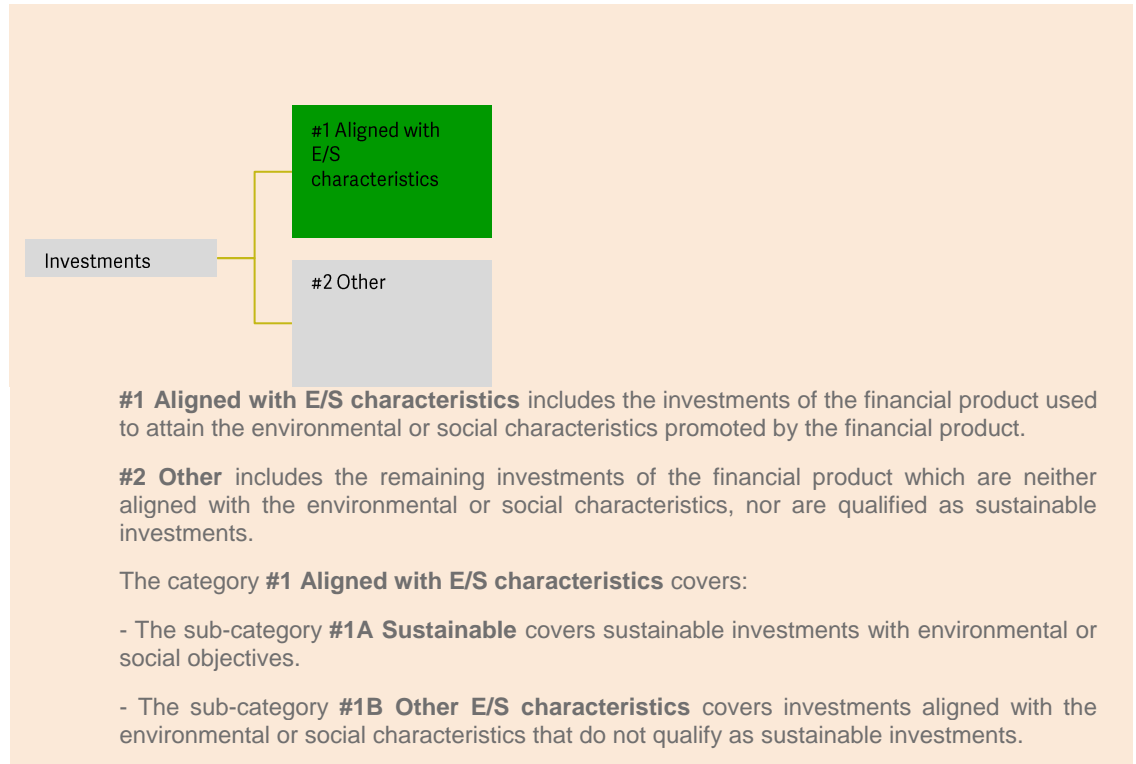 #1 Aligned with
E/S
characteristics
Investments
#2 Other
#1 Aligned with E/S characteristics includes the investments of the financial product used
to attain the environmental or social characteristics promoted by the financial product.
#2 Other includes the remaining investments of the financial product which are neither
aligned with the environmental or social characteristics, nor are qualified as sustainable
investments.
The category #1 Aligned with E/S characteristics covers:
- The sub-category #1A Sustainable covers sustainable investments with environmental or
social objectives.
- The sub-category #1B Other E/S characteristics covers investments aligned with the
environmental or social characteristics that do not qualify as sustainable investments.